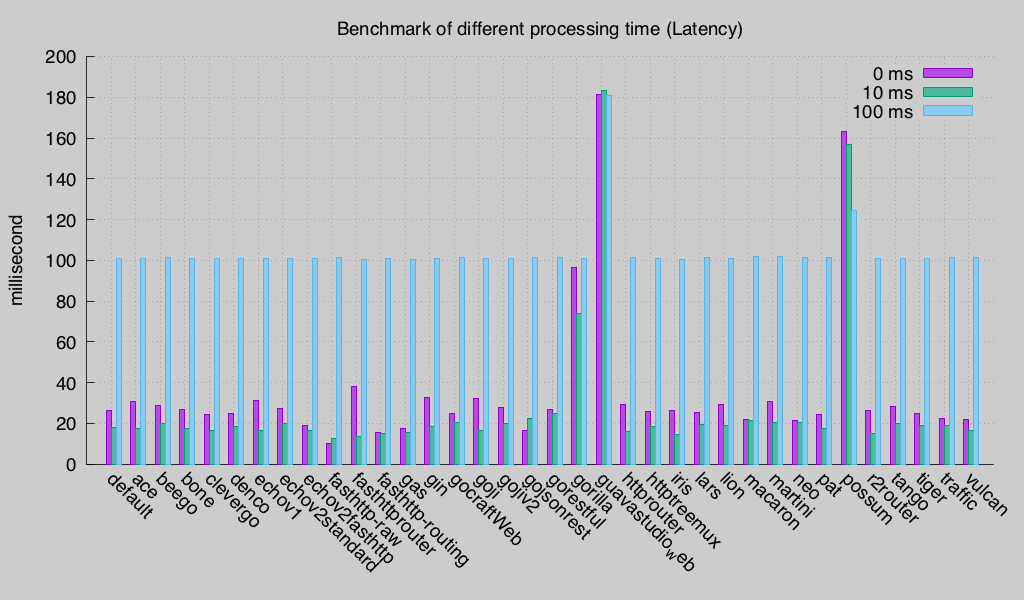 Benchmark of different processing time (Latency)
200
180
160
140
120
100
80
60
40
20
0
millisecond
0 ms
10 ms
100 ms
default
ace
beego
bone
clevergo
denco
echov1
echov2standard
echov2fasthttp
fasthttp-raw
fasthttprouter
fasthttp-routing
gas
gin
gocraftWeb
goji
gojiv2
gojsonrest
gorestful
gorilla
guavastudioweb
httprouter
httptreemux
iris
lars
lion
macaron
martini
neo
pat
possum
r2router
tango
tiger
traffic
vulcan